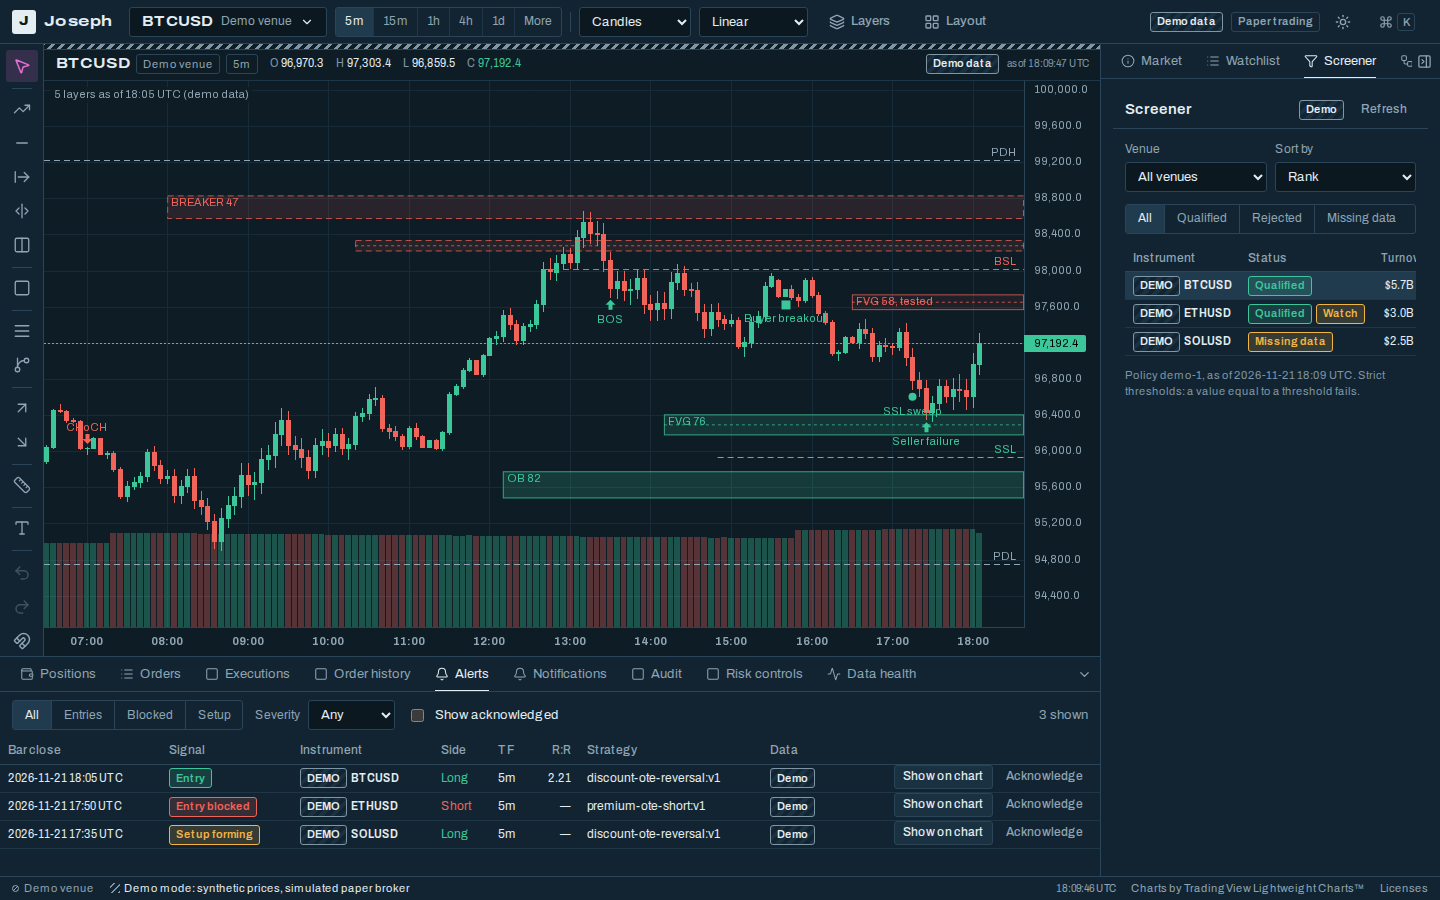 J Joseph BTCUSD Demo venue 5m 15m 1h 4h 1d More Candles Linear Layers Layout Demo data Paper trading ⌘ K
BTCUSD Demo venue 5m O 96,970.3 H 97,303.4 L 96,859.5 C 97,192.4 Demo data as of 18:09:47 UTC
5 layers as of 18:05 UTC (demo data)
100,000.0
99,600.0
PDH
99,200.0
BREAKER 47
98,800.0
98,400.0
BSL
98,000.0
FVG 58, tested
97,600.0
BOS
Buyer breakout
97,192.4
96,800.0
SSL sweep
96,400.0
FVG 76
CHoCH
Seller failure
SSL
96,000.0
OB 82
95,600.0
95,200.0
PDL
94,800.0
94,400.0
07:00 08:00 09:00 10:00 11:00 12:00 13:00 14:00 15:00 16:00 17:00 18:00
Market Watchlist Screener
Screener Demo Refresh
Venue Sort by
All venues Rank
All Qualified Rejected Missing data
Instrument Status Turnov
DEMO BTCUSD Qualified $5.7B
DEMO ETHUSD Qualified Watch $3.0B
DEMO SOLUSD Missing data $2.5B
Policy demo-1, as of 2026-11-21 18:09 UTC. Strict
thresholds: a value equal to a threshold fails.
Positions Orders Executions Order history Alerts Notifications Audit Risk controls Data health
All Entries Blocked Setup Severity Any Show acknowledged 3 shown
Bar close Signal Instrument Side TF R:R Strategy Data
2026-11-21 18:05 UTC Entry DEMO BTCUSD Long 5m 2.21 discount-ote-reversal:v1 Demo Show on chart Acknowledge
2026-11-21 17:50 UTC Entry blocked DEMO ETHUSD Short 5m — premium-ote-short:v1 Demo Show on chart Acknowledge
2026-11-21 17:35 UTC Setup forming DEMO SOLUSD Long 5m — discount-ote-reversal:v1 Demo Show on chart Acknowledge
Demo venue Demo mode: synthetic prices, simulated paper broker 18:09:46 UTC Charts by TradingView Lightweight Charts™ Licenses